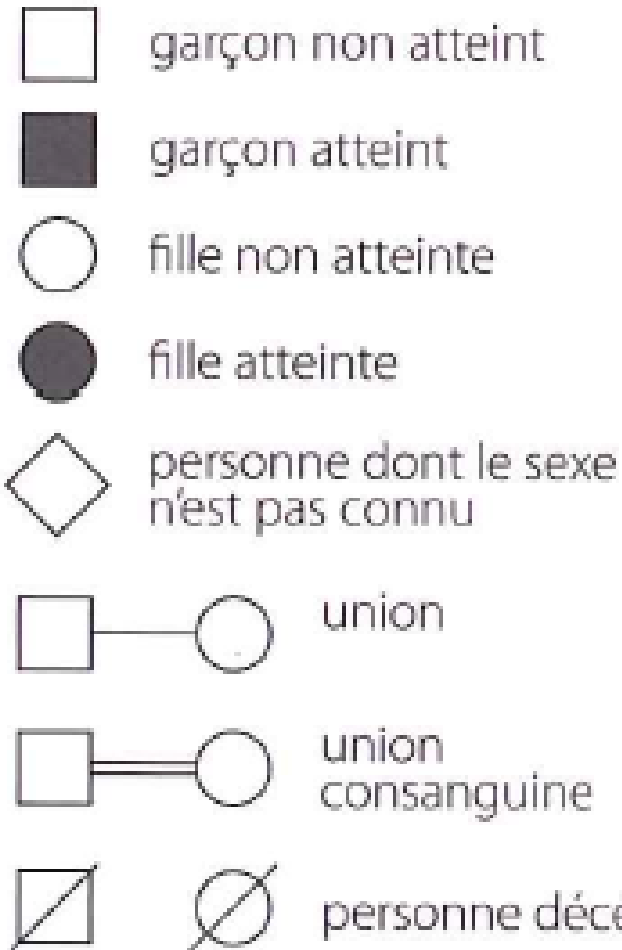 garçon non atteint
garçon atteint
fille non atteinte
fille atteinte
personne dont le sexe
n'est pas connu
union
union
consanguine
personne décé